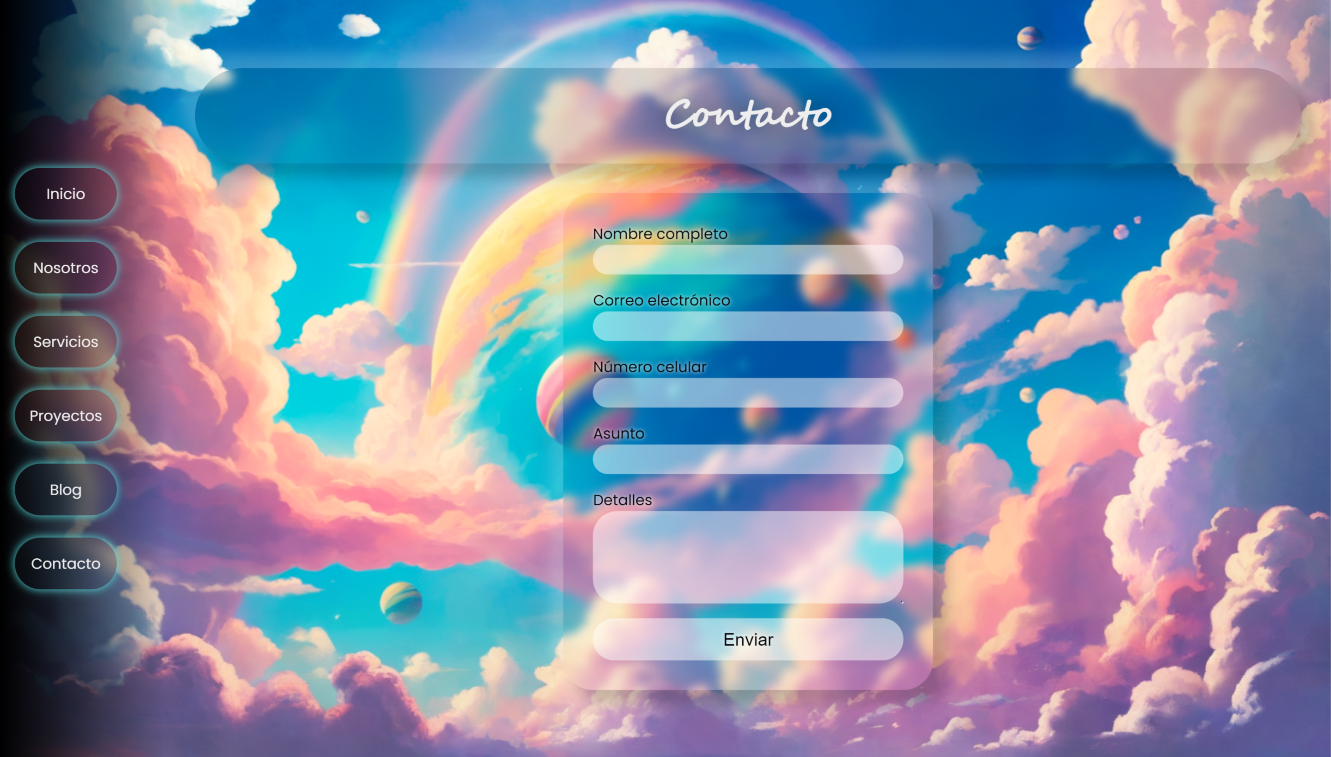 Contacto
Inicio
Nosotros
Servicios
Proyectos
Blog
Contacto
Nombre completo
Correo electrónico
Número celular
Asunto
Detalles
Enviar